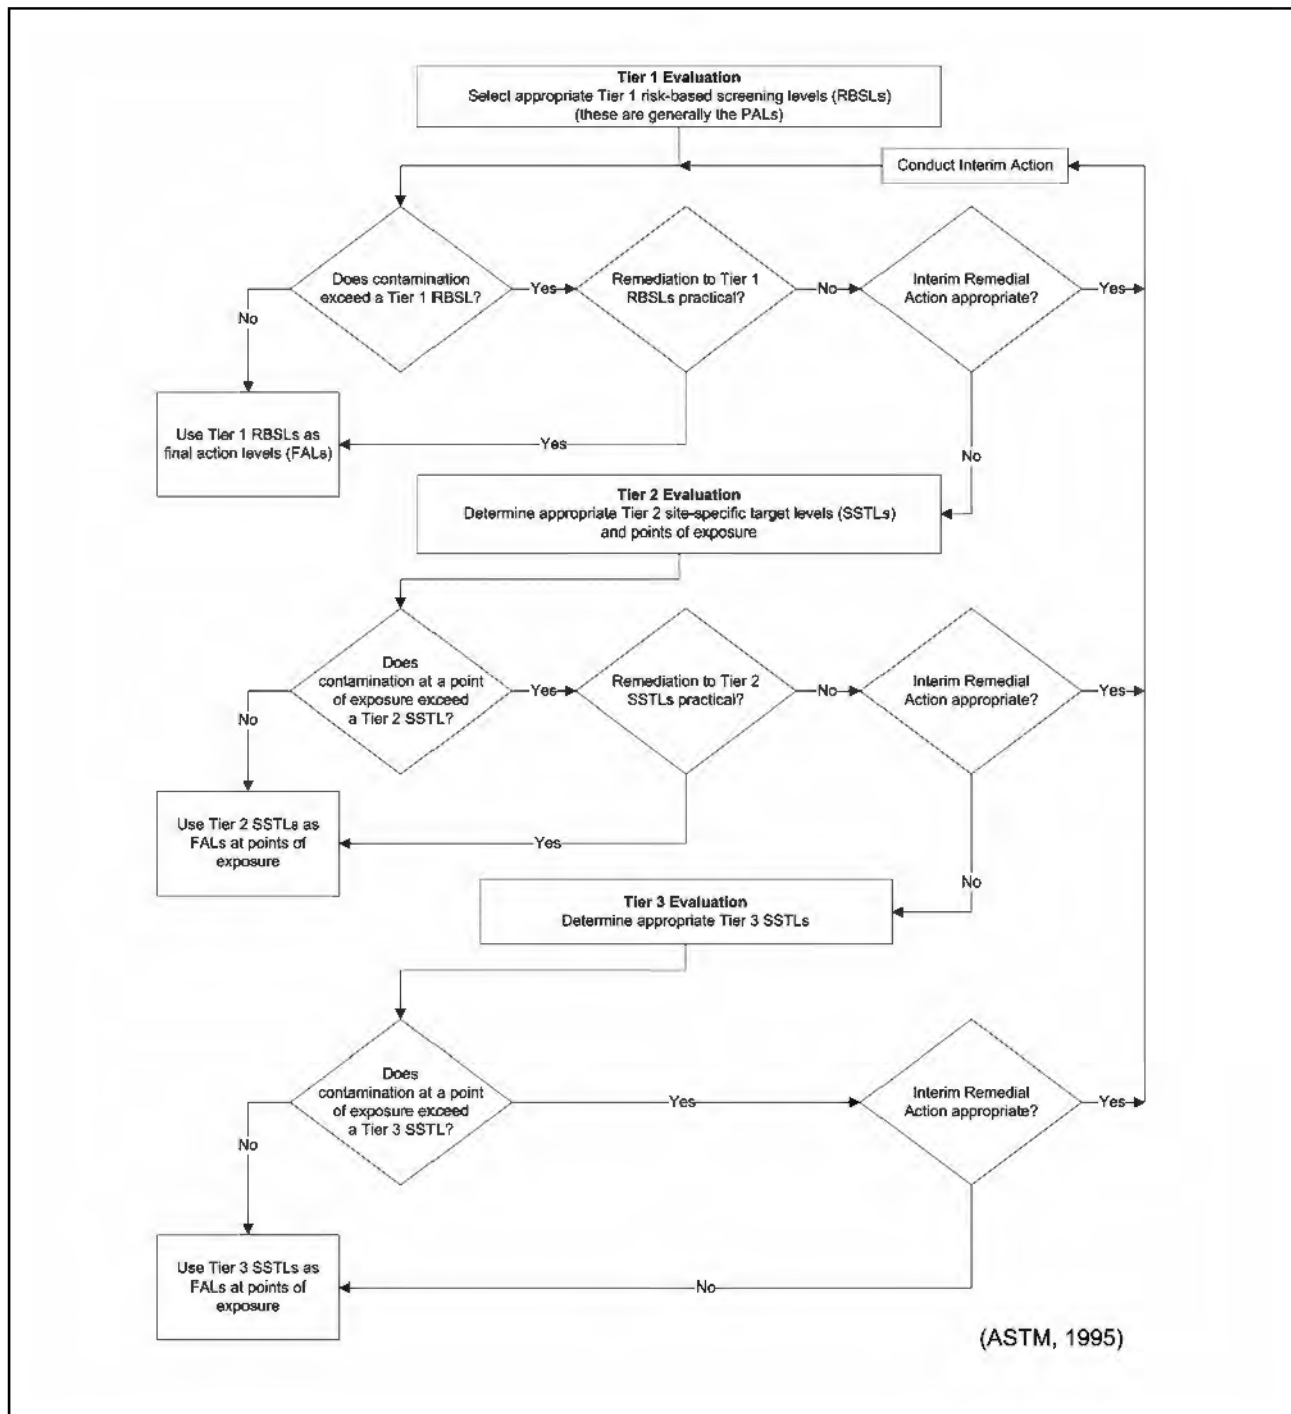 Tier 1 Evaluation
Select appropriate Tier 1 risk-based screening levels (RBSLs)
(these are generally the PALs)
Conduct Interim Action
Does contamination
exceed a Tier 1 RBSL?
Yes
Remediation to Tier 1
RBSLs practical?
No
Interim Remedial
Action appropriate?
Yes
No
Use Tier 1 RBSLs as
final action levels (FALs)
Yes
No
Tier 2 Evaluation
Determine appropriate Tier 2 site-specific target levels (SSTLs)
and points of exposure
Does
contamination at a point
of exposure exceed
a Tier 2 SSTL?
Yes
Remediation to Tier 2
SSTLs practical?
No
Interim Remedial
Action appropriate?
Yes
No
Use Tier 2 SSTLs as
FALs at points of
exposure
Yes
No
Tier 3 Evaluation
Determine appropriate Tier 3 SSTLs
Does
contamination at a point
of exposure exceed
a Tier 3 SSTL?
Yes
Interim Remedial
Action appropriate?
Yes
No
Use Tier 3 SSTLs as
FALs at points of
exposure
No
(ASTM, 1995)